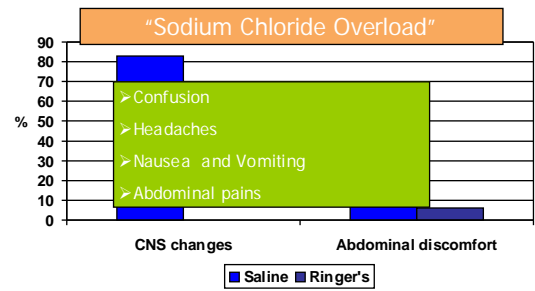 “Sodium Chloride Overload”
90
80
70
60
50
40
30
20
10
0
%
➢Confusion
➢Headaches
➢Nausea and Vomiting
➢Abdominal pains
CNS changes Abdominal discomfort
Saline Ringer's